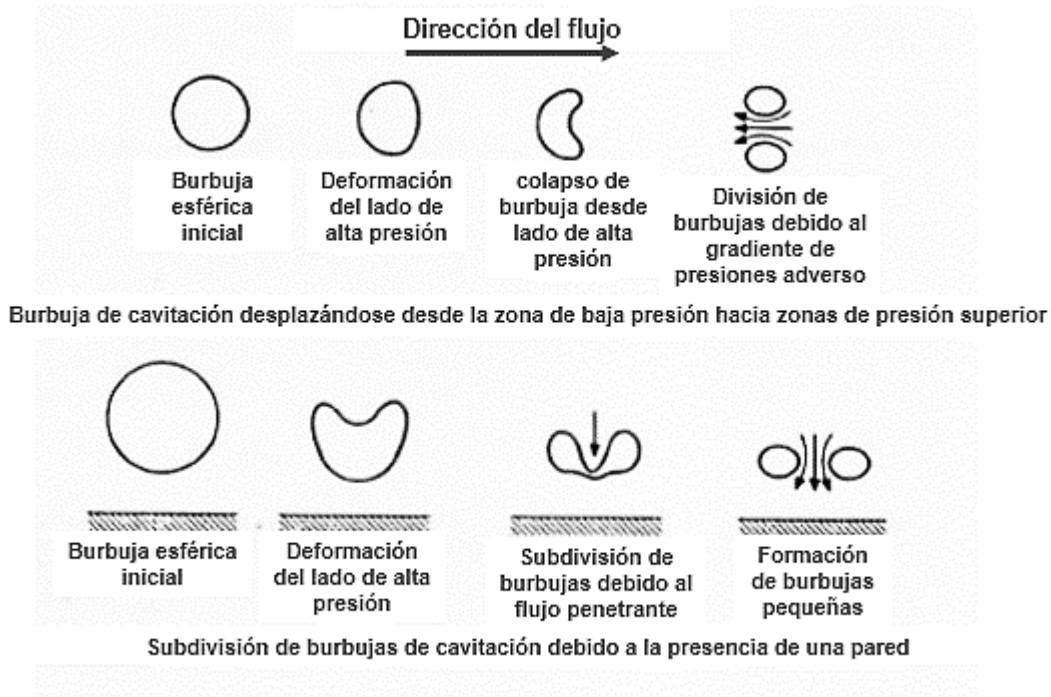 Dirección del flujo
Burbuja
esférica
inicial
Deformación
del lado de
alta presión
colapso de
burbuja desde
lado de alta
presión
División de
burbujas debido al
gradiente de
presiones adverso
Burbuja de cavitación desplazándose desde la zona de baja presión hacia zonas de presión superior
Burbuja esférica
inicial
Deformación
del lado de alta
presión
Subdivisión de
burbujas debido al
flujo penetrante
Formación
de burbujas
pequeñas
Subdivisión de burbujas de cavitación debido a la presencia de una pared